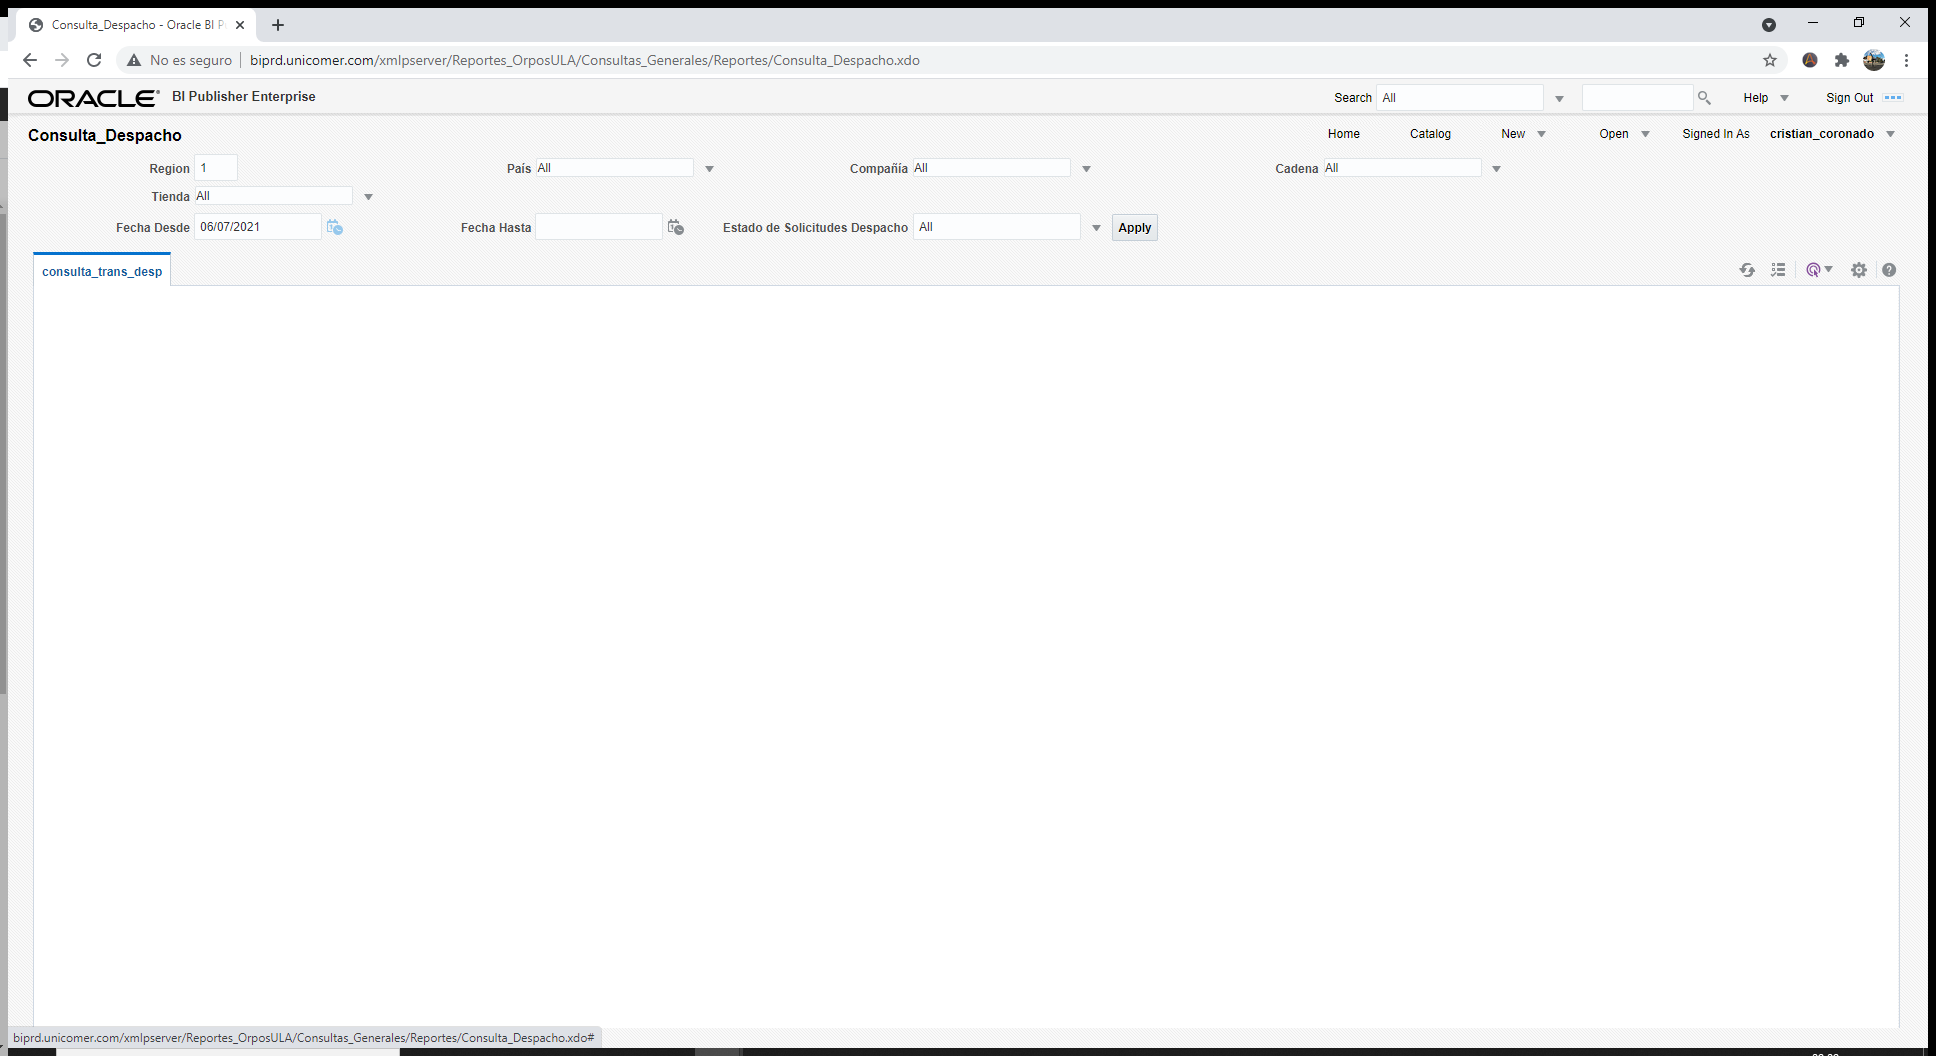 Consulta_Despacho - Oracle BI P
No es seguro biprd.unicomer.com/xmlpserver/Reportes_OrposULA/Consultas_Generales/Reportes/Consulta_Despacho.xdo
ORACLE BI Publisher Enterprise Search All Help Sign Out
Consulta_Despacho Home Catalog New Open Signed In As cristian_coronado
Region 1 País All Compañía All Cadena All
Tienda All
Fecha Desde 06/07/2021 Fecha Hasta Estado de Solicitudes Despacho All Apply
consulta_trans_desp
biprd.unicomer.com/xmlpserver/Reportes_OrposULA/Consultas_Generales/Reportes/Consulta_Despacho.xdo#